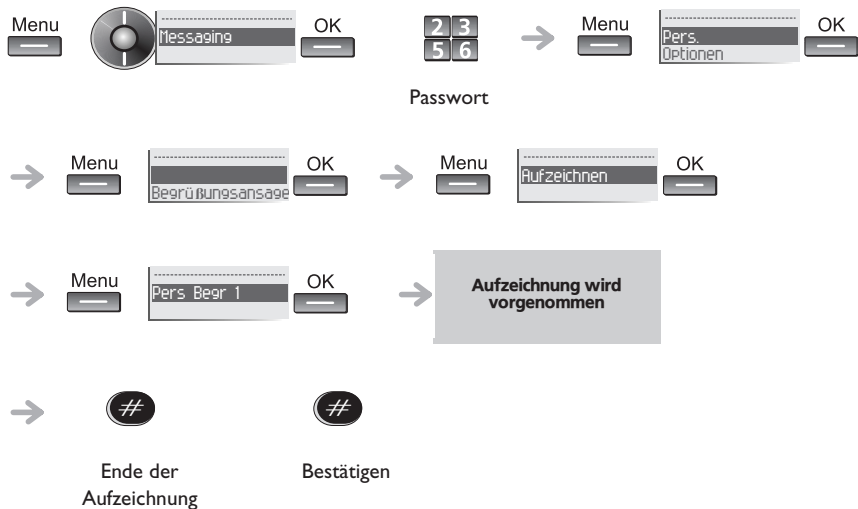 Menu
Messaging
OK
2 3
5 6
Passwort
Menu
Pers.
Optionen
OK
Menu
Begrüßungsansage
OK
Menu
Aufzeichnen
OK
Menu
Pers Begr 1
OK
Aufzeichnung wird
vorgenommen
#
Ende der
Aufzeichnung
#
Bestätigen